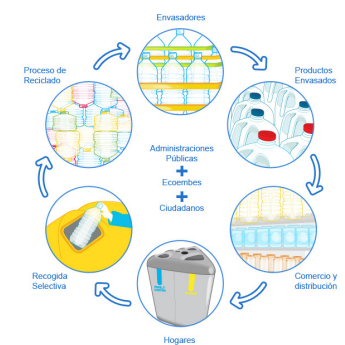 Envasadores
Proceso de
Reciclado
Productos
Envasados
Administraciones
Públicas
+
Ecoembes
+
Ciudadanos
Recogida
Selectiva
Comercio y
distribución
Hogares